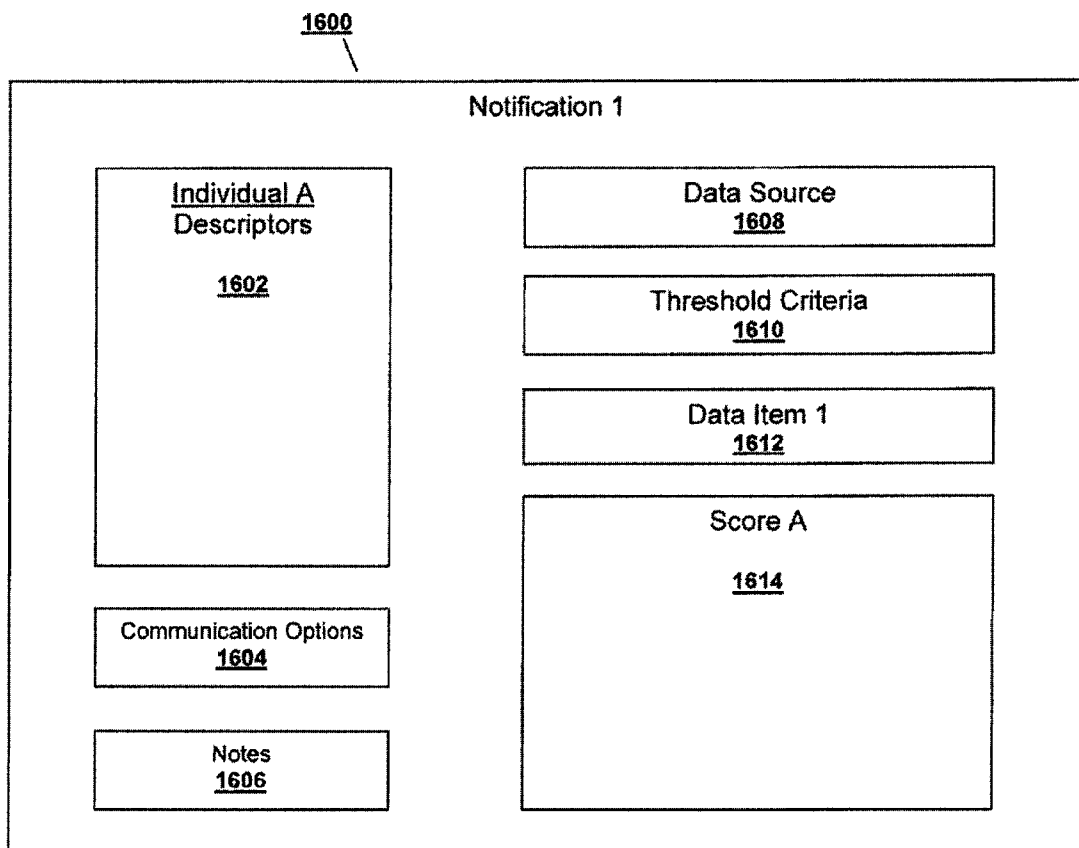 1600
Notification 1
Individual A
Descriptors
1602
Communication Options
1604
Notes
1606
Data Source
1608
Threshold Criteria
1610
Data Item 1
1612
Score A
1614